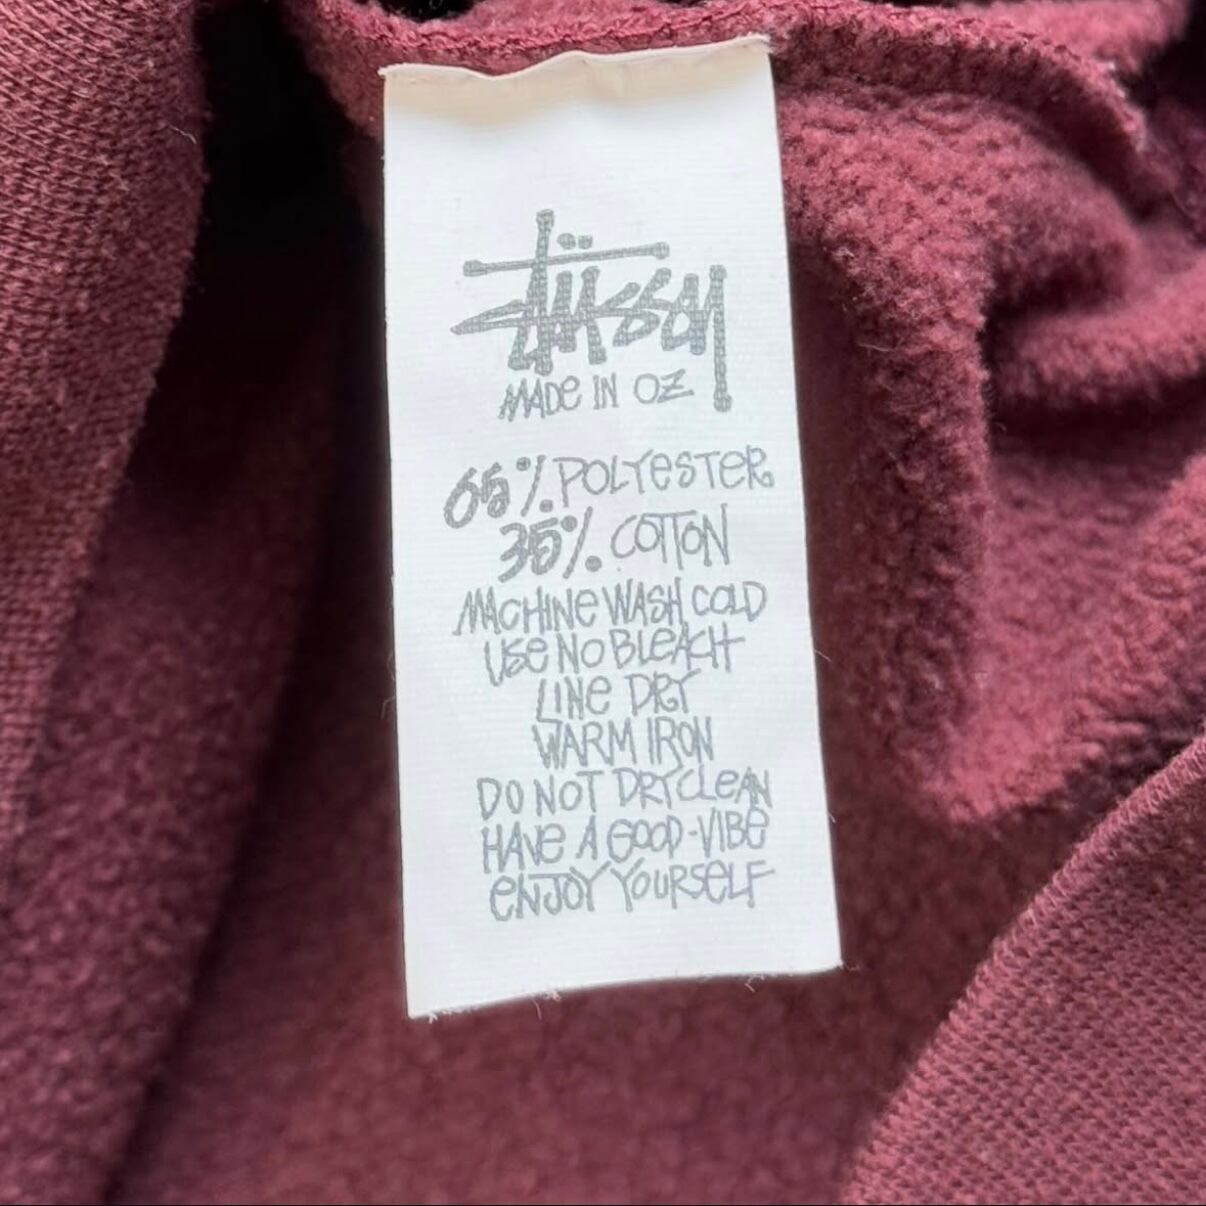 Stüssy
MADE IN OZ
65% POLYESTER
35% COTTON
MACHINE WASH COLD
USE NO BLEACH
LINE DRY
WARM IRON
DO NOT DRYCLEAN
HAVE A GOOD-VIBE
ENJOY YOURSELF